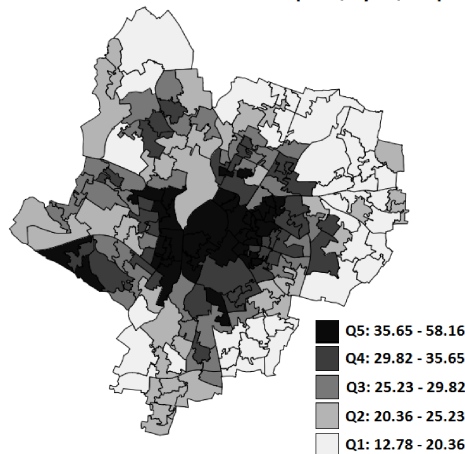 Q5: 35.65 - 58.16
Q4: 29.82 - 35.65
Q3: 25.23 - 29.82
Q2: 20.36 - 25.23
Q1: 12.78 - 20.36